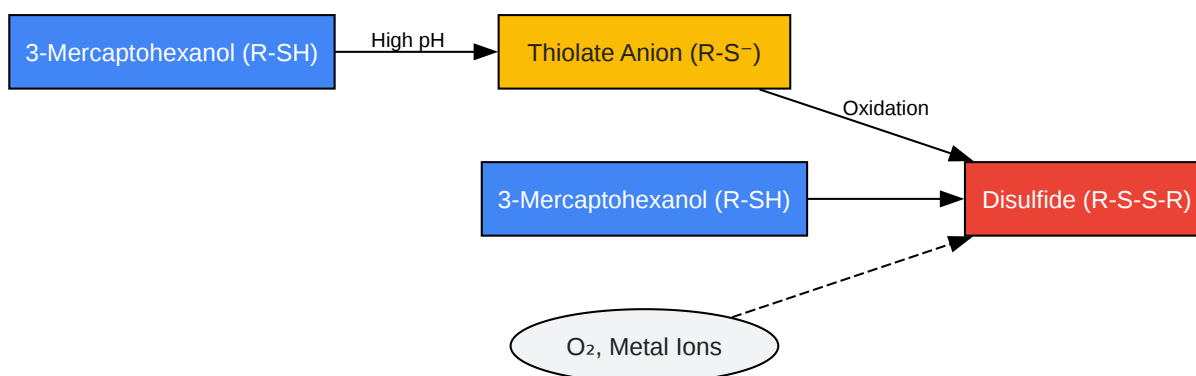 3-Mercaptohexanol (R-SH)
High pH
Thiolate Anion (R-S⁻)
Oxidation
3-Mercaptohexanol (R-SH)
Disulfide (R-S-S-R)
O₂, Metal Ions